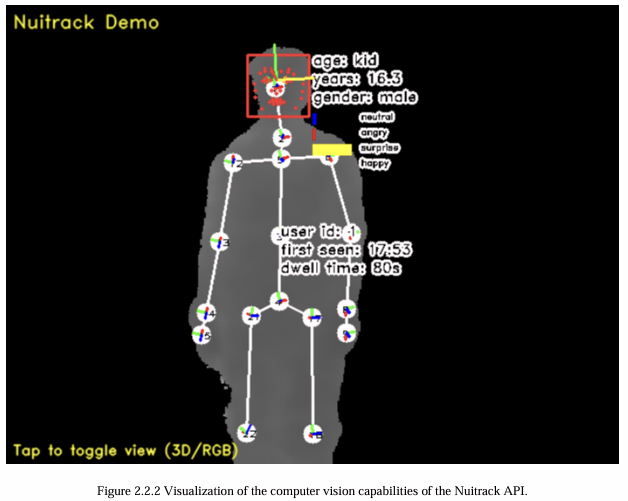 Nuitrack Demo
age: kid
years: 16.3
gender: male
neutral
angry
surprise
happy
user id: 1
first seen: 17:53
dwell time: 80s
Tap to toggle view (3D/RGB)
Figure 2.2.2 Visualization of the computer vision capabilities of the Nuitrack API.